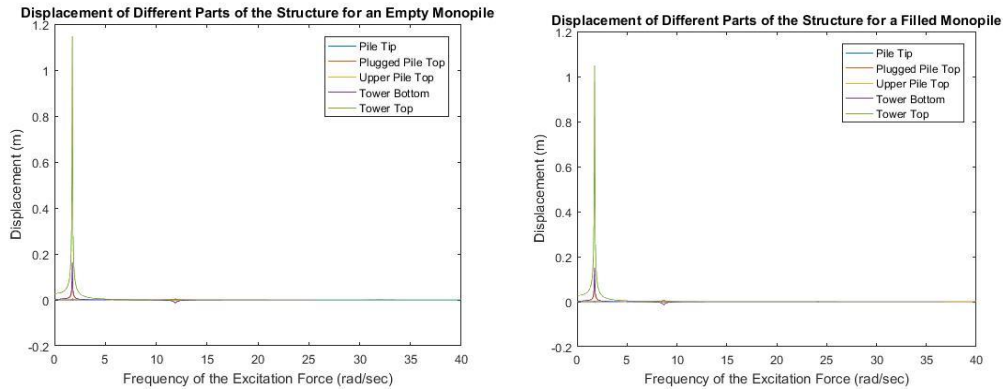 Displacement of Different Parts of the Structure for an Empty Monopile
1.2
1
0.8
0.6
0.4
0.2
0
-0.2
Displacement (m)
Pile Tip
Plugged Pile Top
Upper Pile Top
Tower Bottom
Tower Top
0 5 10 15 20 25 30 35 40
Frequency of the Excitation Force (rad/sec)
Displacement of Different Parts of the Structure for a Filled Monopile
1.2
1
0.8
0.6
0.4
0.2
0
-0.2
Displacement (m)
Pile Tip
Plugged Pile Top
Upper Pile Top
Tower Bottom
Tower Top
0 5 10 15 20 25 30 35 40
Frequency of the Excitation Force (rad/sec)